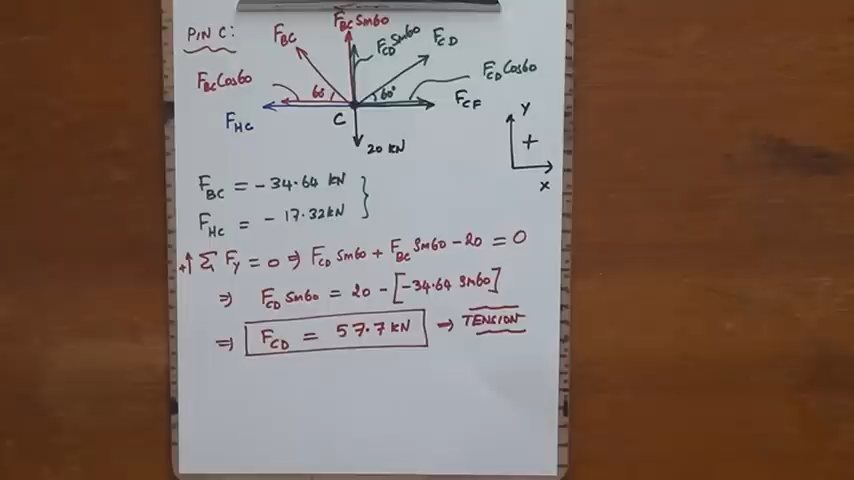 PIN C:
F_BC Sin60
F_BC
F_CD Sin60
F_CD
F_BC Cos60
F_CD Cos60
60
60°
F_HC
C
F_CF
20 KN
Y
+
X
F_BC = -34.64 KN
F_HC = -17.32KN
+↑ Σ F_y = 0 ⇒ F_CD Sin60 + F_BC Sin60 - 20 = 0
⇒ F_CD Sin60 = 20 - [-34.64 Sin60]
⇒ F_CD = 57.7 KN ⇒ TENSION